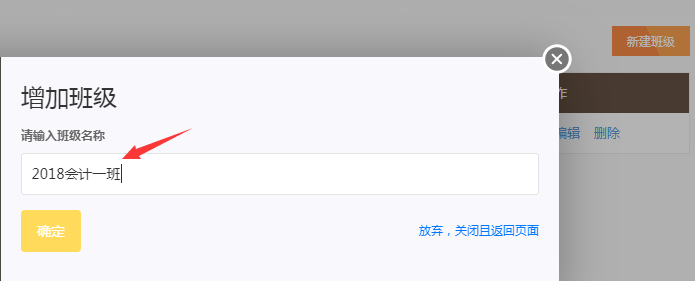 新建班级
增加班级
作
请输入班级名称
编辑 删除
2018会计一班
确定
放弃，关闭且返回页面